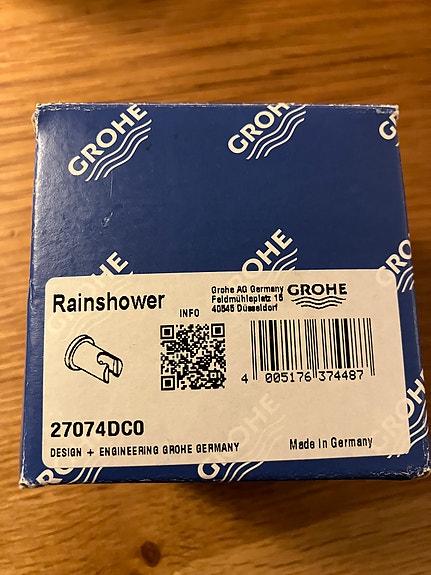 GROHE
GROHE
GROHE
GROHE
GROHE
Rainshower
INFO
Grohe AG Germany
Feldmühleplatz 15
40545 Düsseldorf
GROHE
4 005176 374487
27074DC0
DESIGN + ENGINEERING GROHE GERMANY
Made in Germany